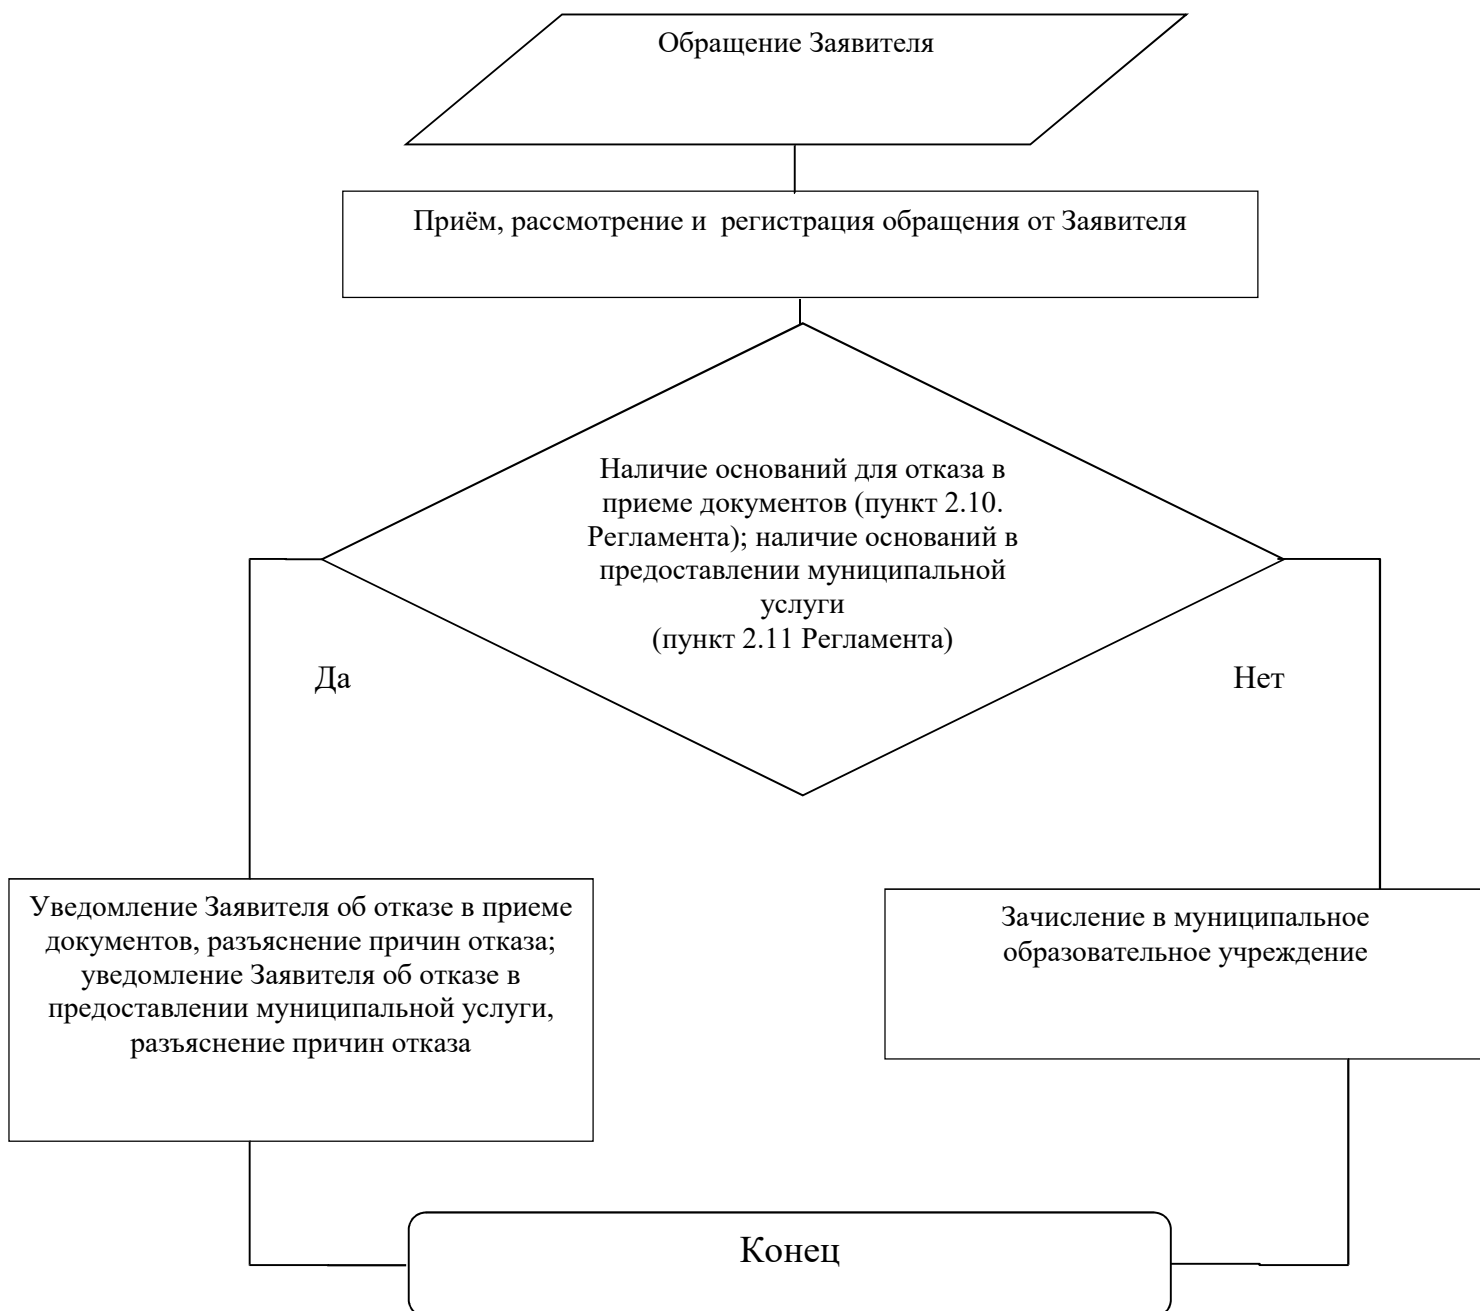 Обращение Заявителя
Приём, рассмотрение и  регистрация обращения от Заявителя
Наличие оснований для отказа в
приеме документов (пункт 2.10.
Регламента); наличие оснований в
предоставлении муниципальной
услуги
(пункт 2.11 Регламента)
Да
Нет
Уведомление Заявителя об отказе в приеме
документов, разъяснение причин отказа;
уведомление Заявителя об отказе в
предоставлении муниципальной услуги,
разъяснение причин отказа
Зачисление в муниципальное
образовательное учреждение
Конец